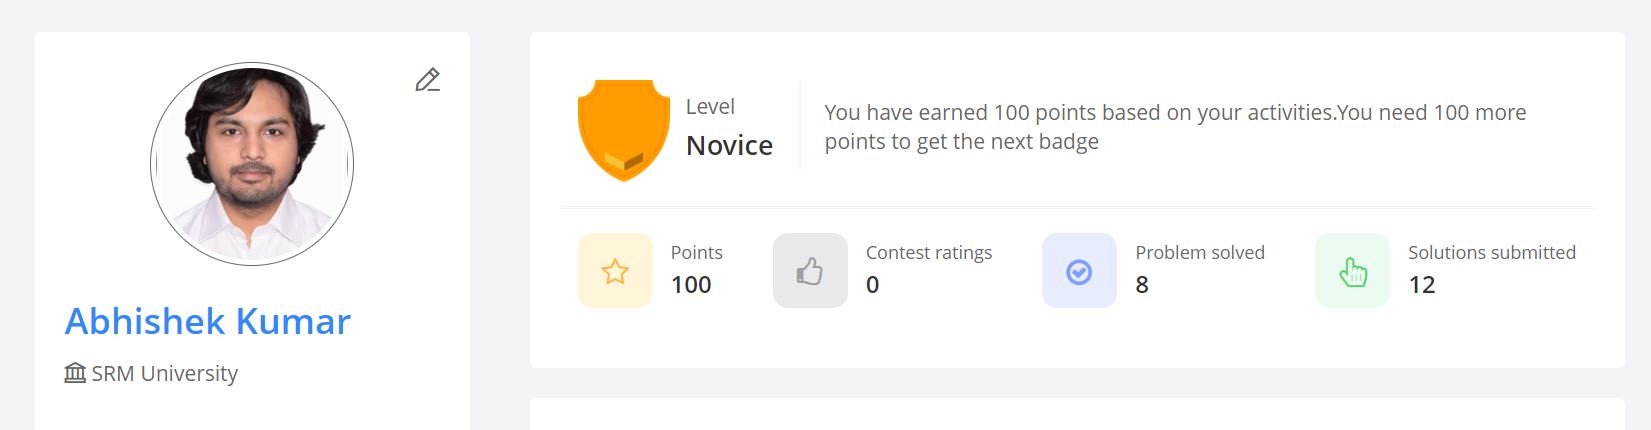 Abhishek Kumar
SRM University
Level
Novice
You have earned 100 points based on your activities.You need 100 more
points to get the next badge
Points
100
Contest ratings
0
Problem solved
8
Solutions submitted
12